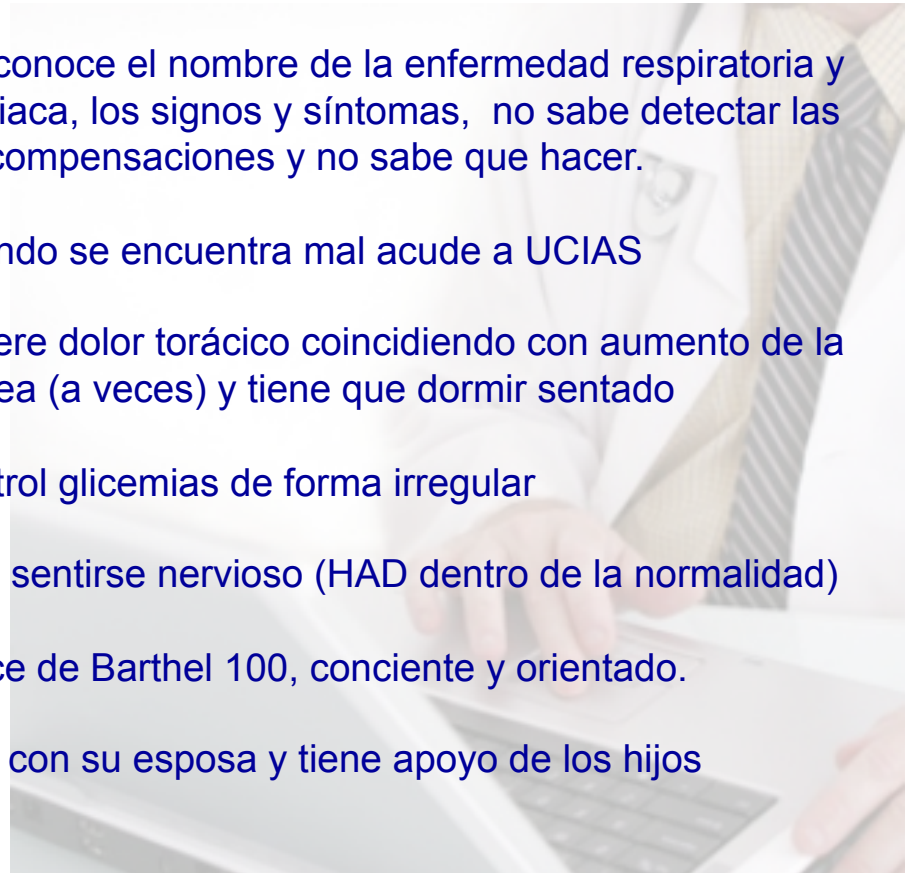 conoce el nombre de la enfermedad respiratoria y
iaca, los signos y síntomas, no sabe detectar las
compensaciones y no sabe que hacer.
ndo se encuentra mal acude a UCIAS
ere dolor torácico coincidiendo con aumento de la
ea (a veces) y tiene que dormir sentado
trol glicemias de forma irregular
sentirse nervioso (HAD dentro de la normalidad)
ce de Barthel 100, conciente y orientado.
con su esposa y tiene apoyo de los hijos